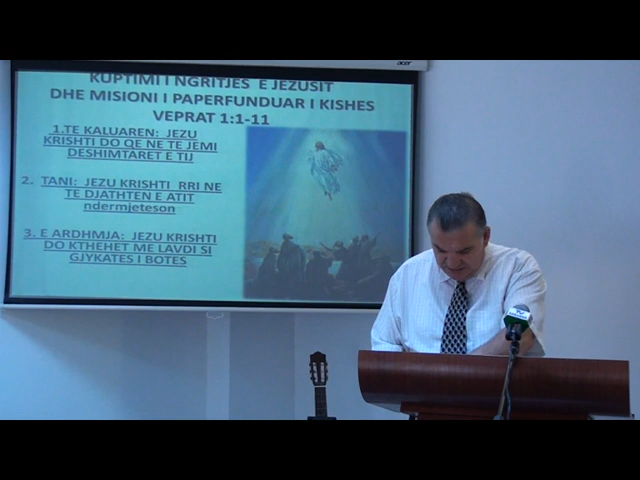 KUPTIMI I NGRITJES E JEZUSIT
DHE MISIONI I PAPERFUNDUAR I KISHES
VEPRAT 1:1-11
1.TE KALUAREN: JEZU
KRISHTI DO QE NE TE JEMI
DESHIMTARET E TIJ
2. TANI: JEZU KRISHTI RRI NE
TE DJATHTEN E ATIT
ndermjeteson
3. E ARDHMJA: JEZU KRISHTI
DO KTHEHET ME LAVDI SI
GJYKATES I BOTES
acer